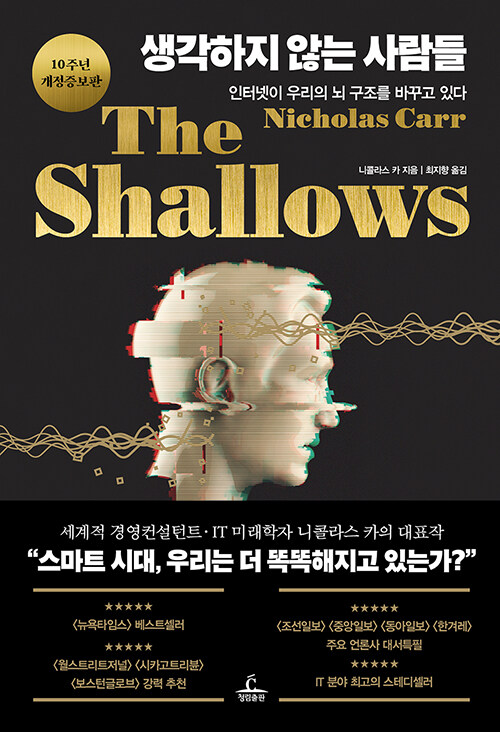 10주년
개정증보판
생각하지 않는 사람들
인터넷이 우리의 뇌 구조를 바꾸고 있다
The
Nicholas Carr
니콜라스 카 지음 | 최지향 옮김
Shallows
세계적 경영컨설턴트·IT 미래학자 니콜라스 카의 대표작
“스마트 시대, 우리는 더 똑똑해지고 있는가?”
★★★★★
〈뉴욕타임스〉 베스트셀러
★★★★★
〈월스트리트저널〉 〈시카고트리뷴〉
〈보스턴글로브〉 강력 추천
★★★★★
〈조선일보〉 〈중앙일보〉 〈동아일보〉 〈한겨레〉
주요 언론사 대서특필
★★★★★
IT 분야 최고의 스테디셀러
청림출판